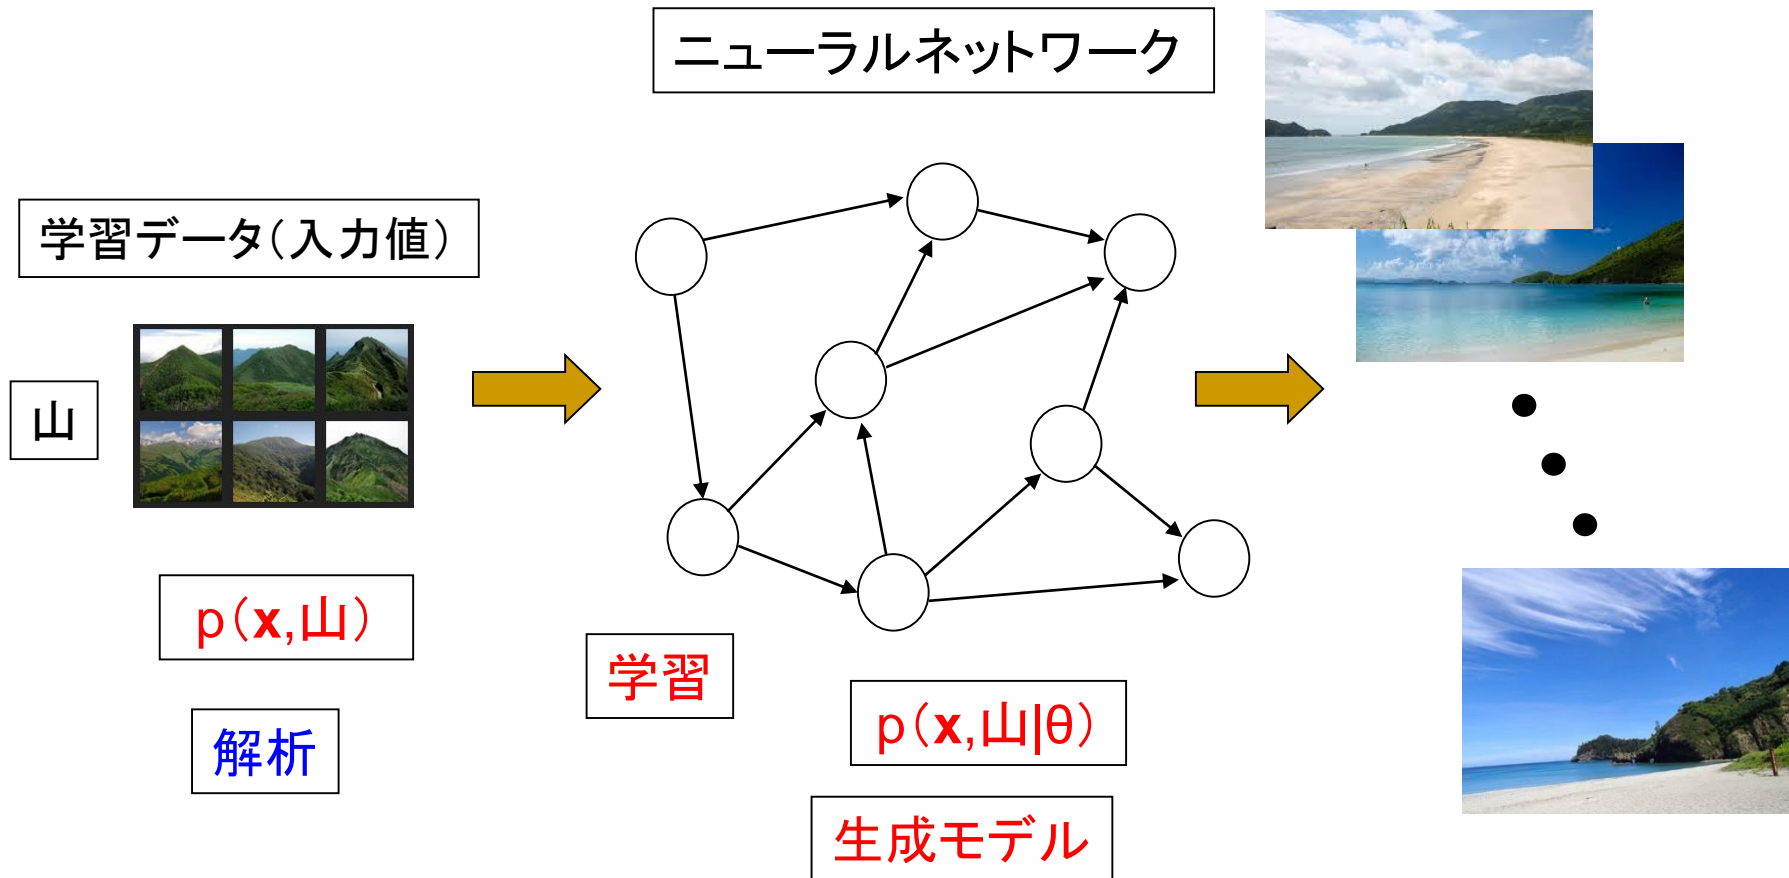 ニューラルネットワーク
学習データ（入力値）
山
p（x,山）
解析
学習
p（x,山|θ）
生成モデル